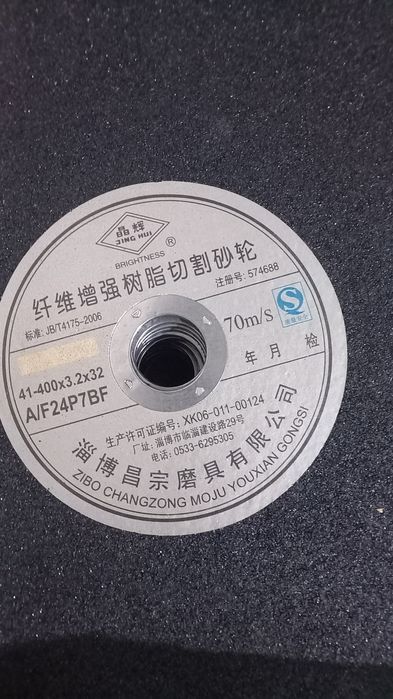 晶辉
JING HUI
®
BRIGHTNESS
纤维增强树脂切割砂轮
标准: JB/T4175-2006
注册号: 574688
70m/s
年 月 检
41-400x3.2x32
A/F24P7BF
生产许可证编号: XK06-011-00124
厂址: 淄博市临淄建设路29号
电话: 0533-6295305
淄博昌宗磨具有限公司
ZIBO CHANGZONG MOJU YOUXIAN GONGSI